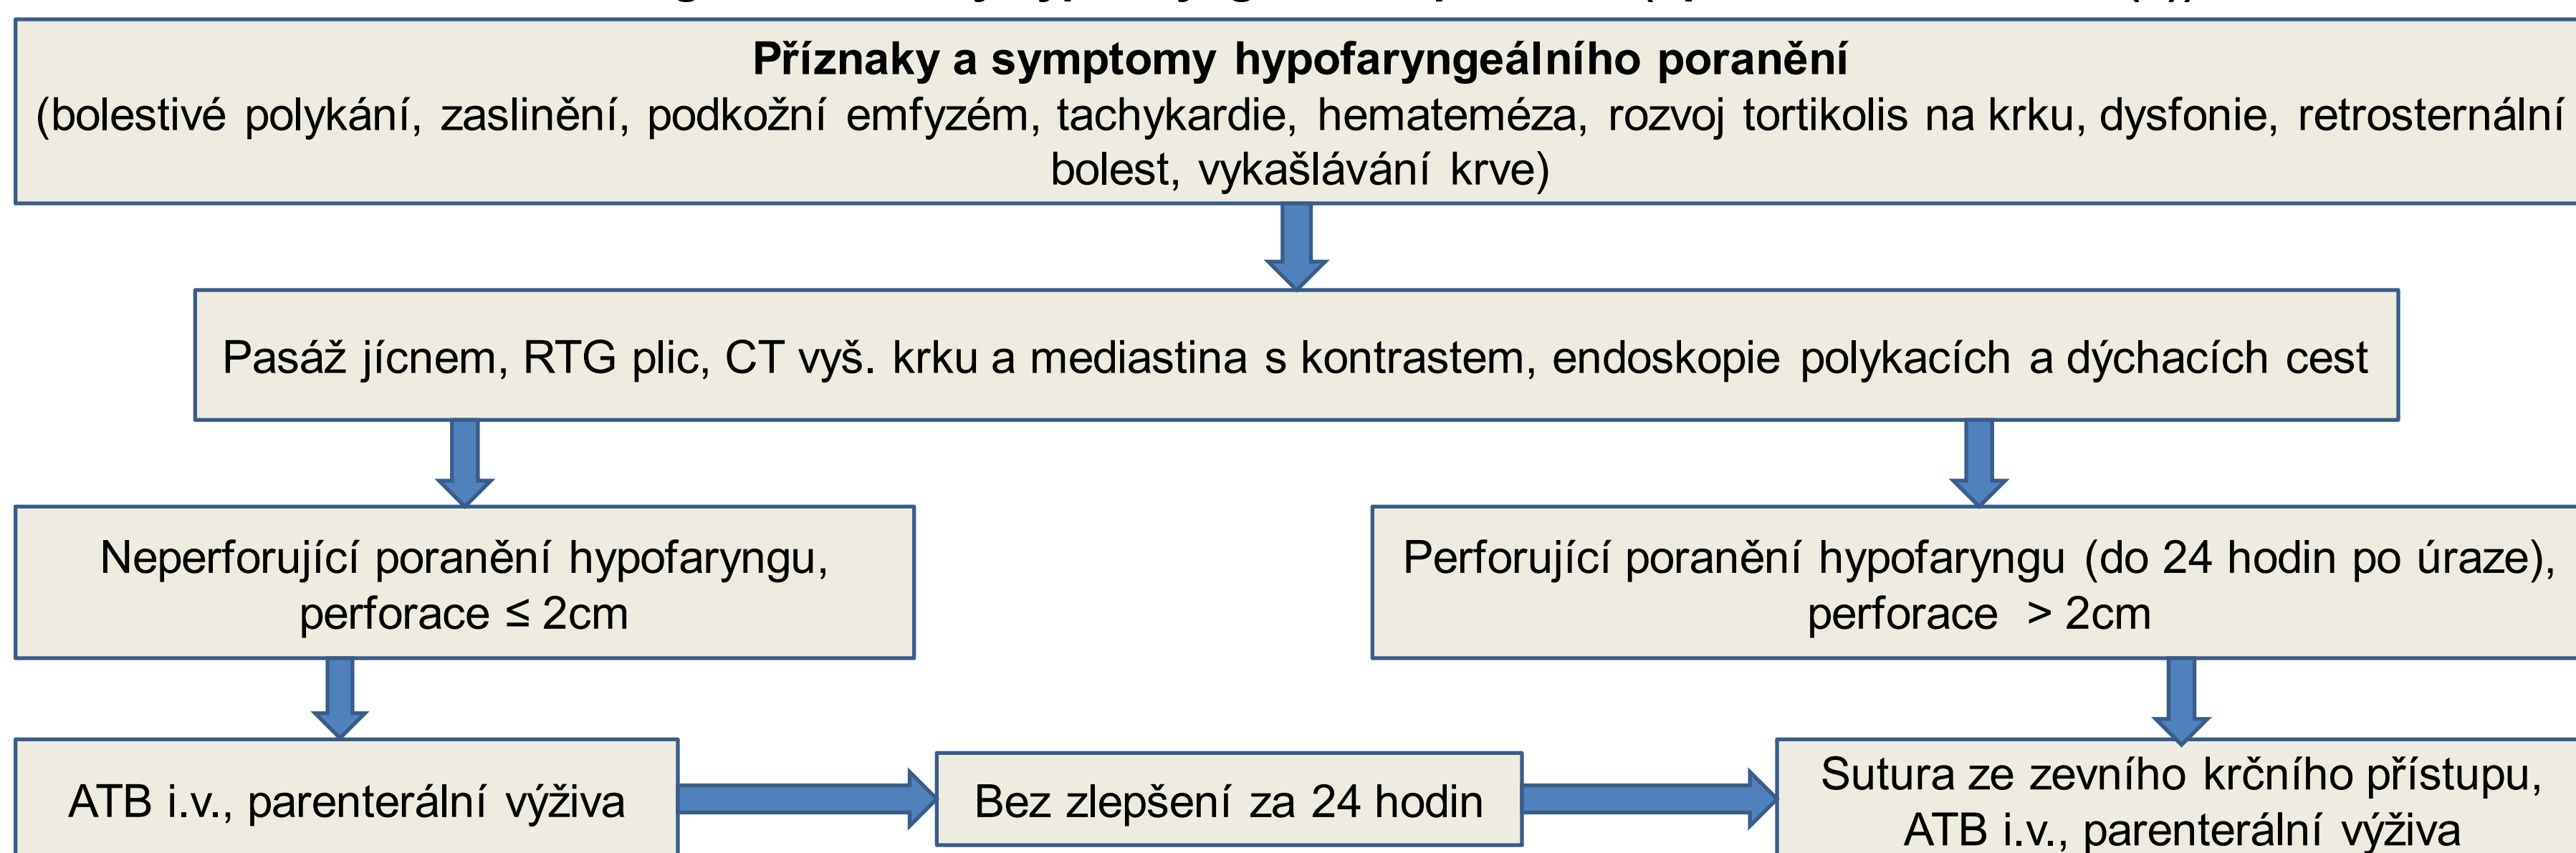 Příznaky a symptomy hypofaryngeálního poranění
(bolestivé polykání, zaslinění, podkožní emfyzém, tachykardie, hemateméza, rozvoj tortikolis na krku, dysfonie, retrosternální
bolest, vykašlávání krve)
Pasáž jícnem, RTG plic, CT vyš. krku a mediastina s kontrastem, endoskopie polykacích a dýchacích cest
Neperforující poranění hypofaryngu,
perforace ≤ 2cm
Perforující poranění hypofaryngu (do 24 hodin po úraze),
perforace > 2cm
ATB i.v., parenterální výživa
Bez zlepšení za 24 hodin
Sutura ze zevního krčního přístupu,
ATB i.v., parenterální výživa